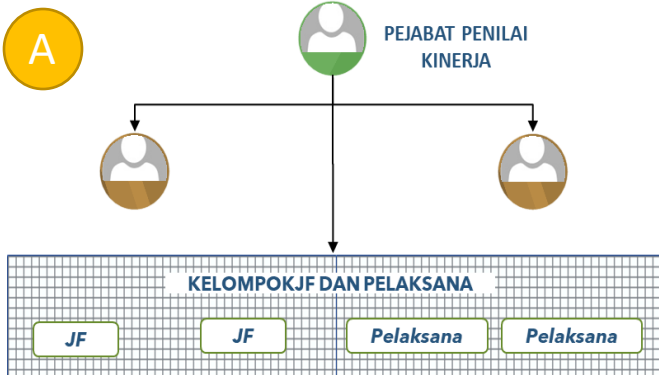 A
PEJABAT PENILAI
KINERJA
KELOMPOKJF DAN PELAKSANA
JF
JF
Pelaksana
Pelaksana